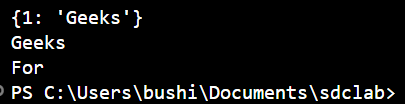 {1: 'Geeks'}
Geeks
For
PS C:\Users\bushi\Documents\sdclab>